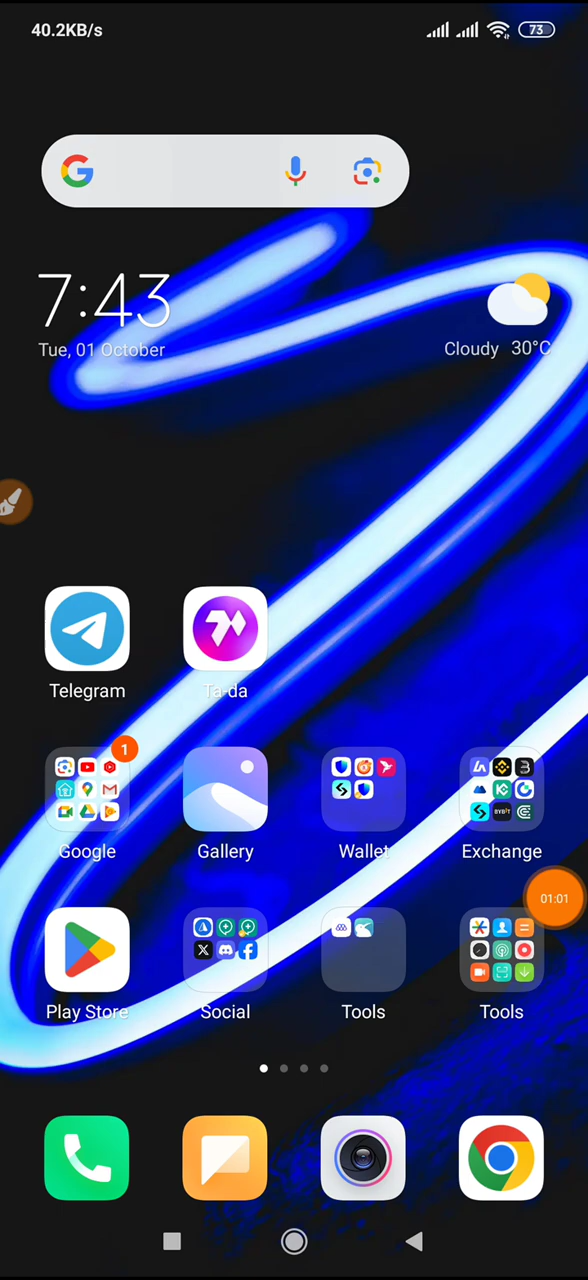 40.2KB/s
73
7:43
Tue, 01 October
Cloudy 30°C
Telegram
Ta-da
1
Google
Gallery
Wallet
Exchange
01:01
Play Store
Social
Tools
Tools